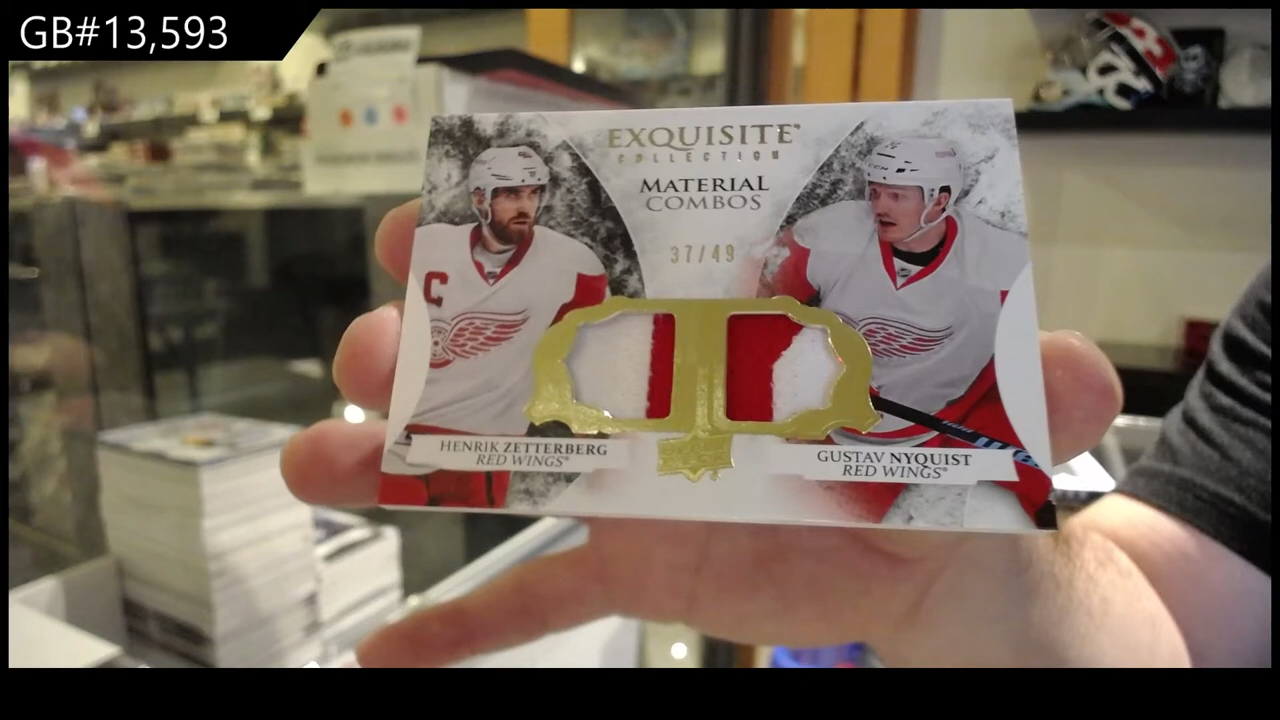 GB#13,593
EXQUISITE
COLLECTION
MATERIAL
COMBOS
37/49
C
HENRIK ZETTERBERG
RED WINGS®
GUSTAV NYQUIST
RED WINGS®